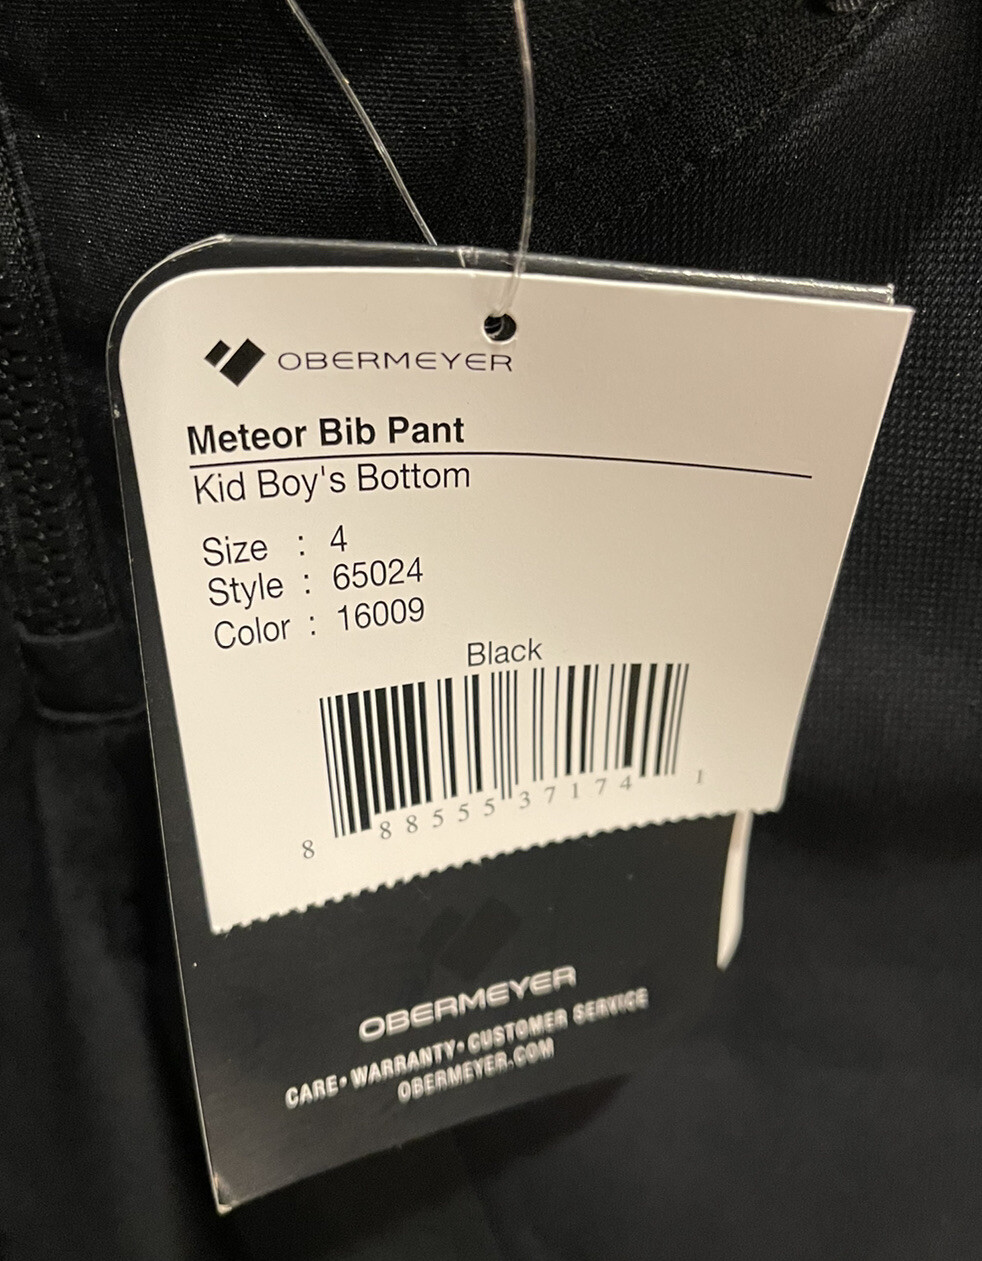 OBERMEYER
Meteor Bib Pant
Kid Boy's Bottom
Size : 4
Style : 65024
Color : 16009
Black
8 88555 37174 1
OBERMEYER
CARE• WARRANTY• CUSTOMER SERVICE
OBERMEYER.COM